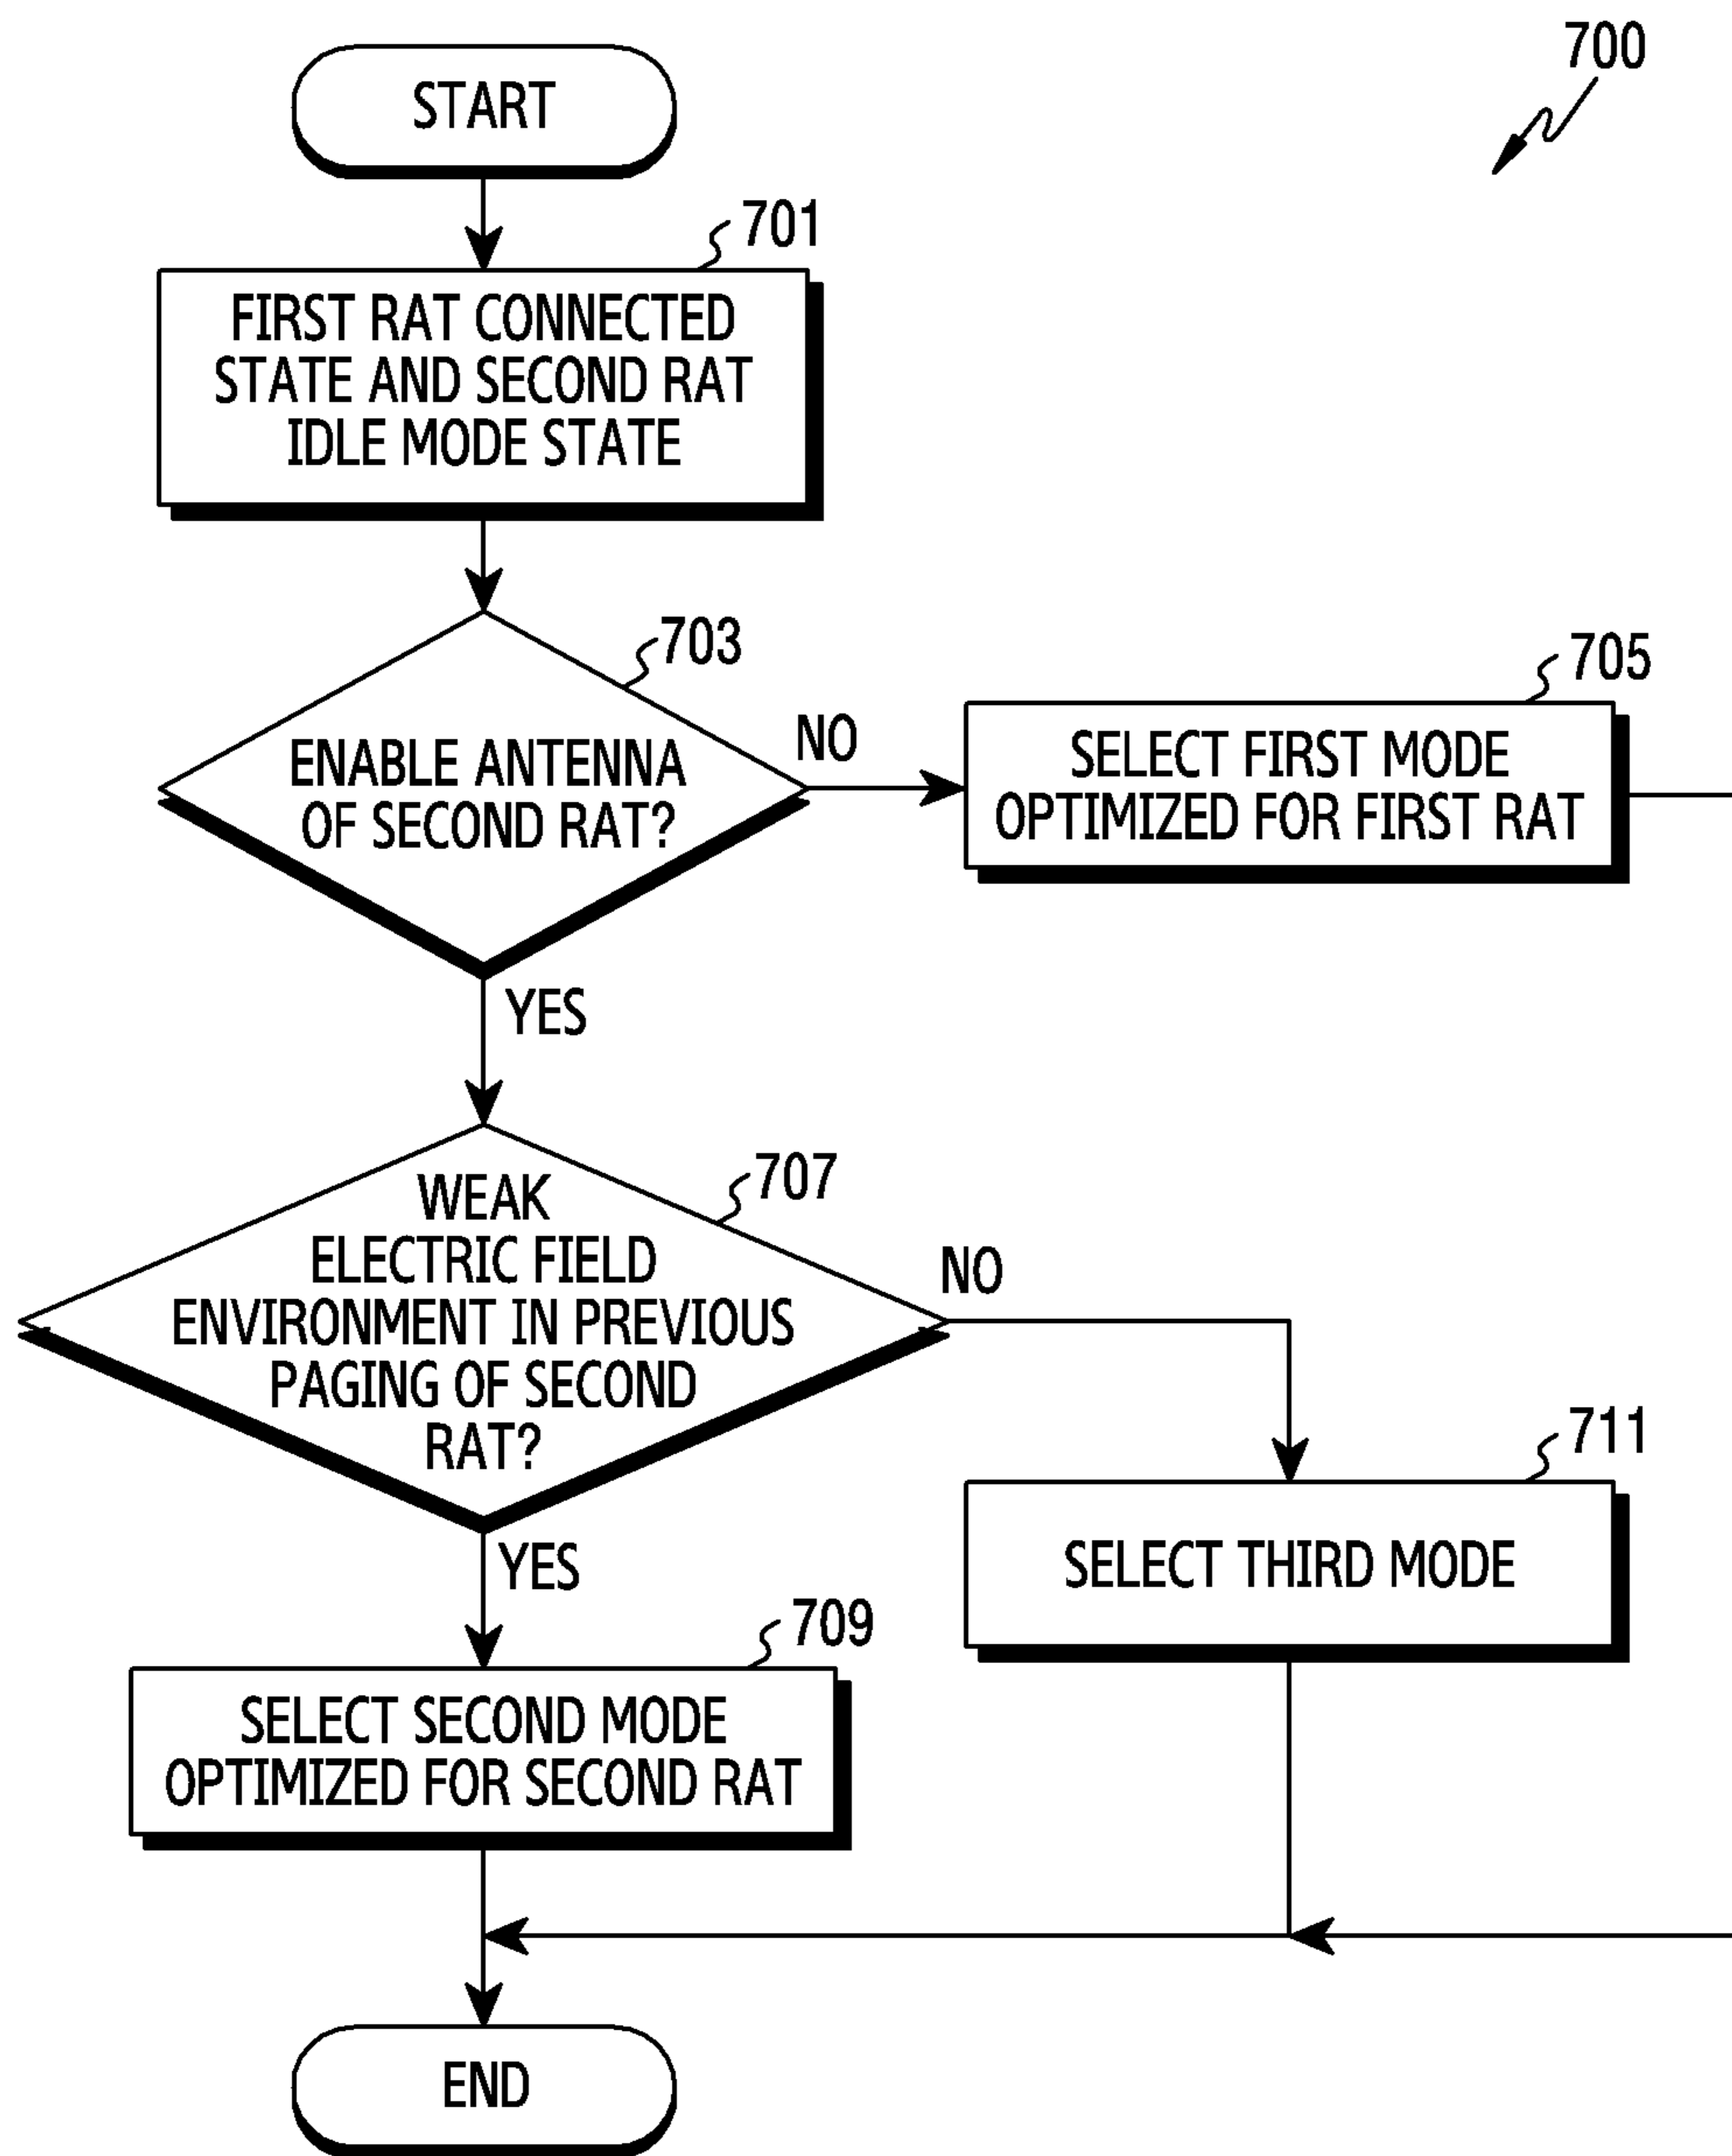 700
START
701
FIRST RAT CONNECTED
STATE AND SECOND RAT
IDLE MODE STATE
703
ENABLE ANTENNA
OF SECOND RAT?
NO
705
SELECT FIRST MODE
OPTIMIZED FOR FIRST RAT
YES
707
WEAK
ELECTRIC FIELD
ENVIRONMENT IN PREVIOUS
PAGING OF SECOND
RAT?
NO
711
SELECT THIRD MODE
YES
709
SELECT SECOND MODE
OPTIMIZED FOR SECOND RAT
END